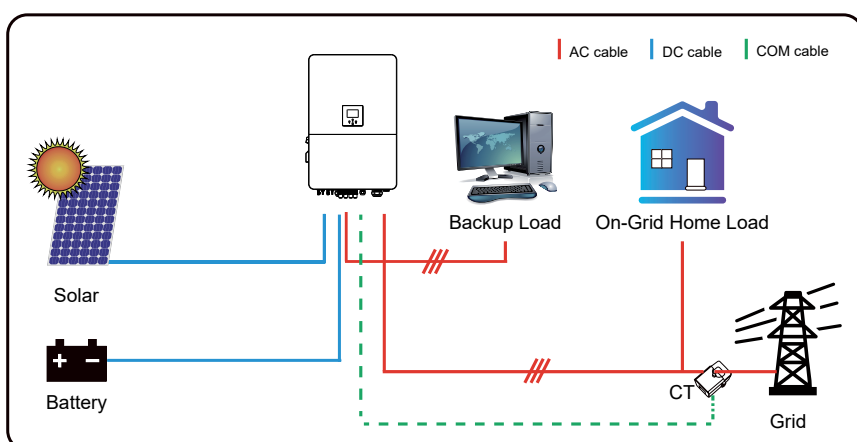 AC cable
DC cable
COM cable
Backup Load
On-Grid Home Load
Solar
Battery
CT
Grid